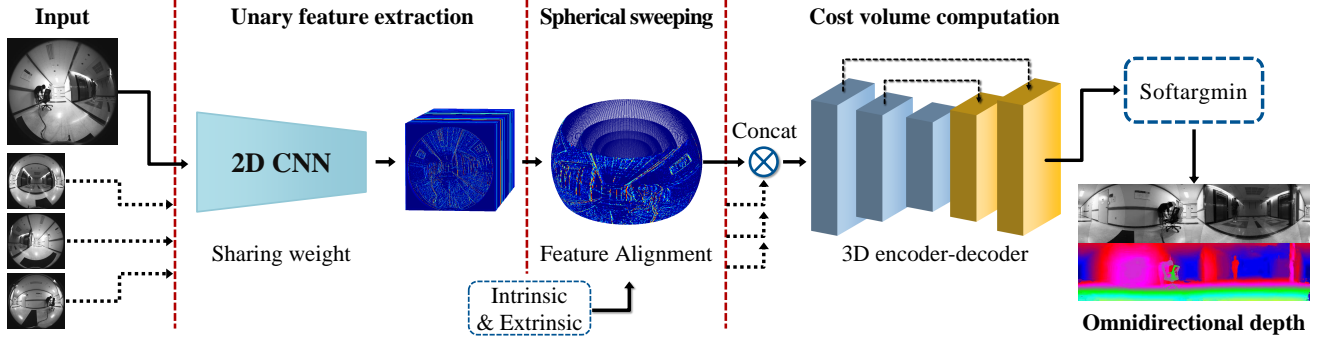 Input
Unary feature extraction
Spherical sweeping
Cost volume computation
2D CNN
Sharing weight
Feature Alignment
Intrinsic
& Extrinsic
Concat
3D encoder-decoder
Softargmin
Omnidirectional depth